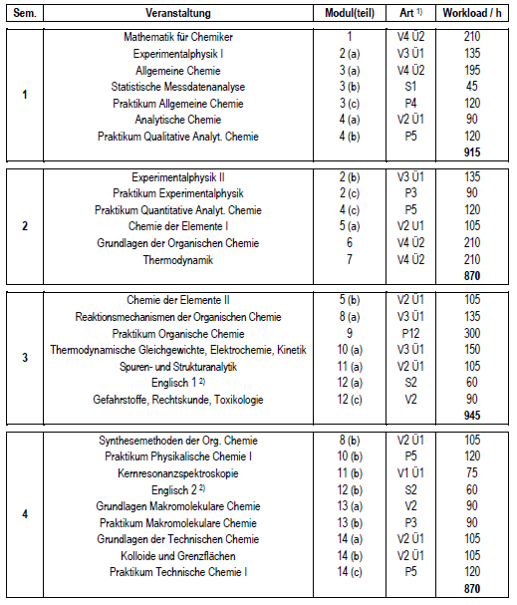 Sem. Veranstaltung Modul(teil) Art 1) Workload / h
1
Mathematik für Chemiker 1 V4 Ü2 210
Experimentalphysik I 2 (a) V3 Ü1 135
Allgemeine Chemie 3 (a) V4 Ü2 195
Statistische Messdatenanalyse 3 (b) S1 45
Praktikum Allgemeine Chemie 3 (c) P4 120
Analytische Chemie 4 (a) V2 Ü1 90
Praktikum Qualitative Analyt. Chemie 4 (b) P5 120
915
2
Experimentalphysik II 2 (b) V3 Ü1 135
Praktikum Experimentalphysik 2 (c) P3 90
Praktikum Quantitative Analyt. Chemie 4 (c) P5 120
Chemie der Elemente I 5 (a) V2 U1 105
Grundlagen der Organischen Chemie 6 V4 Ü2 210
Thermodynamik 7 V4 Ü2 210
870
3
Chemie der Elemente II 5 (b) V2 Ü1 105
Reaktionsmechanismen der Organischen Chemie 8 (a) V3 Ü1 135
Praktikum Organische Chemie 9 P12 300
Thermodynamische Gleichgewichte, Elektrochemie, Kinetik 10 (a) V3 Ü1 150
Spuren- und Strukturanalytik 11 (a) V2 Ü1 105
Englisch 1 2) 12 (a) S2 60
Gefahrstoffe, Rechtskunde, Toxikologie 12 (c) V2 90
945
4
Synthesemethoden der Org. Chemie 8 (b) V2 Ü1 105
Praktikum Physikalische Chemie I 10 (b) P5 120
Kernresonanzspektroskopie 11 (b) V1 Ü1 75
Englisch 2 2) 12 (b) S2 60
Grundlagen Makromolekulare Chemie 13 (a) V2 90
Praktikum Makromolekulare Chemie 13 (b) P3 90
Grundlagen der Technischen Chemie 14 (a) V2 Ü1 105
Kolloide und Grenzflächen 14 (b) V2 Ü1 105
Praktikum Technische Chemie I 14 (c) P5 120
870